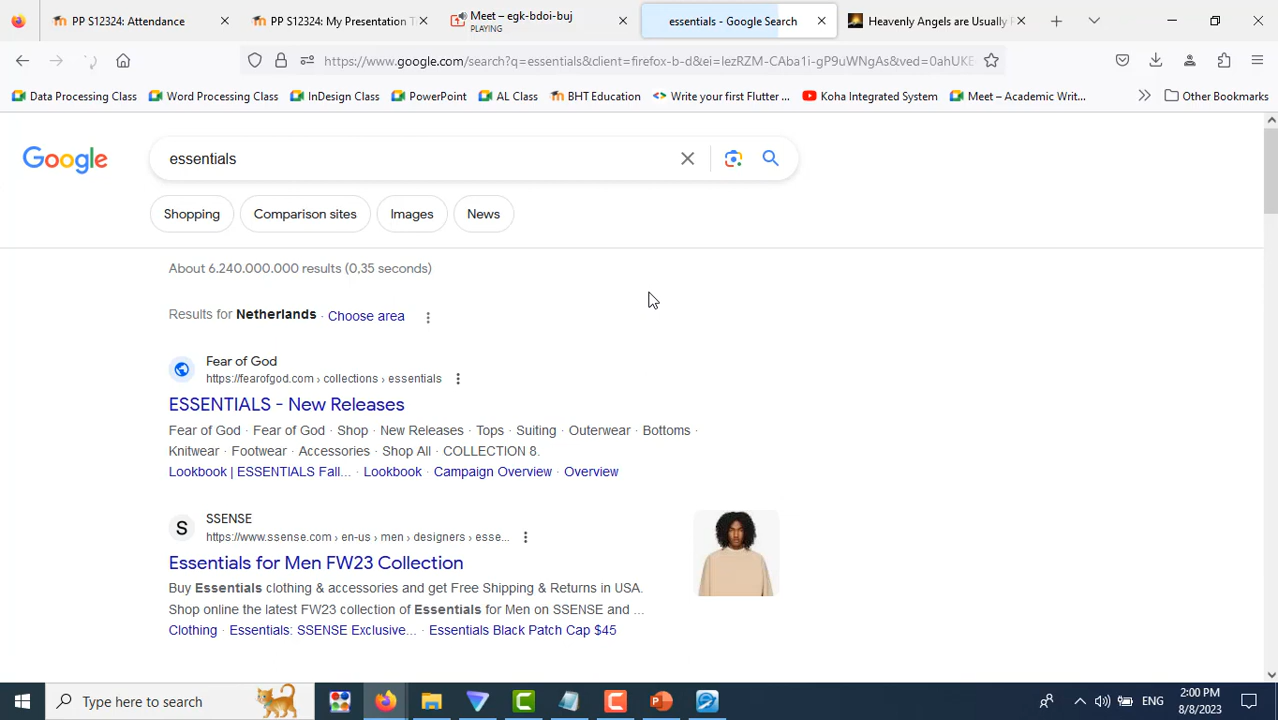 PP S12324: Attendance
PP S12324: My Presentation T
Meet – egk-bdoi-buj
PLAYING
essentials - Google Search
Heavenly Angels are Usually
https://www.google.com/search?q=essentials&client=firefox-b-d&ei=lezRZM-CAba1i-gP9uWNgAs&ved=0ahUKE
Data Processing Class
Word Processing Class
InDesign Class
PowerPoint
AL Class
BHT Education
Write your first Flutter ...
Koha Integrated System
Meet – Academic Writ...
Other Bookmarks
Google
essentials
Shopping
Comparison sites
Images
News
About 6.240.000.000 results (0,35 seconds)
Results for Netherlands · Choose area
Fear of God
https://fearofgod.com › collections › essentials
ESSENTIALS - New Releases
Fear of God · Fear of God · Shop · New Releases · Tops · Suiting · Outerwear · Bottoms ·
Knitwear · Footwear · Accessories · Shop All · COLLECTION 8.
Lookbook | ESSENTIALS Fall... · Lookbook · Campaign Overview · Overview
S
SSENSE
https://www.ssense.com › en-us › men › designers › esse...
Essentials for Men FW23 Collection
Buy Essentials clothing & accessories and get Free Shipping & Returns in USA.
Shop online the latest FW23 collection of Essentials for Men on SSENSE and ...
Clothing · Essentials: SSENSE Exclusive... · Essentials Black Patch Cap $45
Type here to search
ENG
2:00 PM
8/8/2023